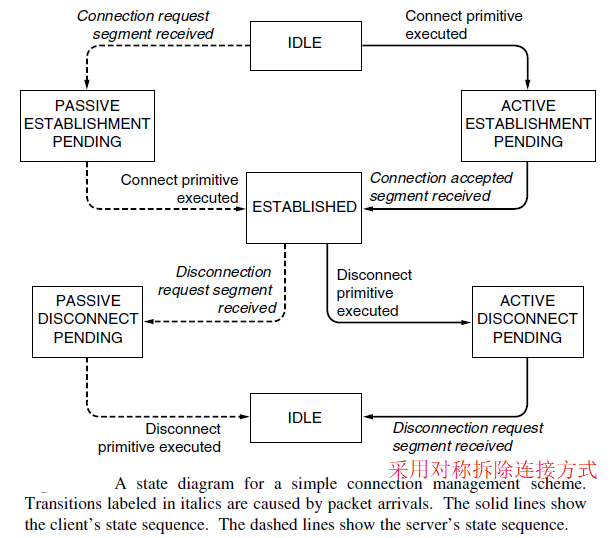 Connection request
segment received
IDLE
Connect primitive
executed
PASSIVE
ESTABLISHMENT
PENDING
ACTIVE
ESTABLISHMENT
PENDING
Connect primitive
executed
ESTABLISHED
Connection accepted
segment received
Disconnection
request segment
received
Disconnect
primitive
executed
PASSIVE
DISCONNECT
PENDING
ACTIVE
DISCONNECT
PENDING
Disconnect
primitive executed
IDLE
Disconnection request
segment received
采用对称拆除连接方式
A state diagram for a simple connection management scheme.
Transitions labeled in italics are caused by packet arrivals. The solid lines show
the client's state sequence. The dashed lines show the server's state sequence.